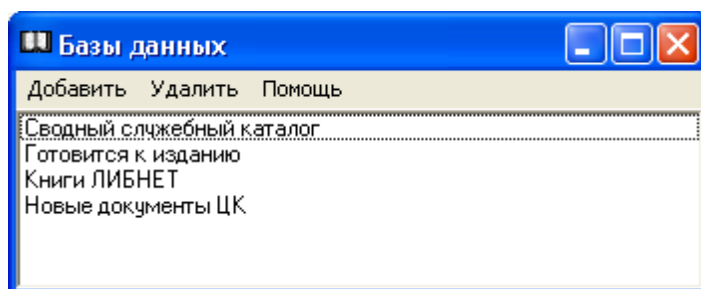 Базы данных
Добавить Удалить Помощь
Сводный служебный каталог
Готовится к изданию
Книги ЛИБНЕТ
Новые документы ЦК